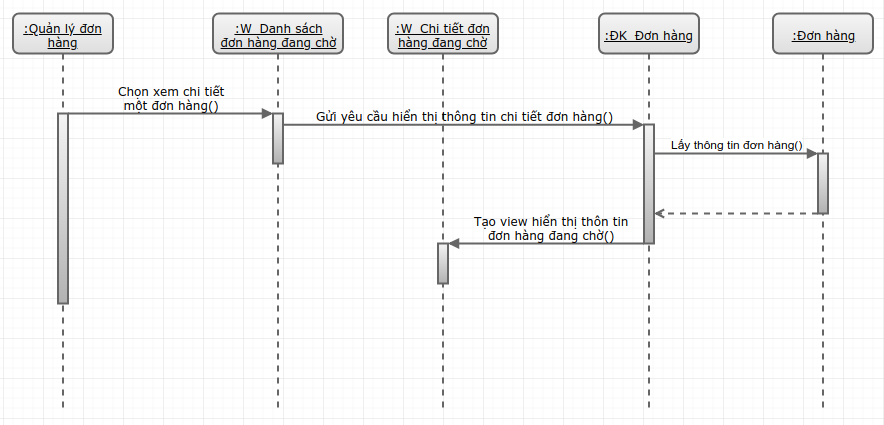 :Quản lý đơn
hàng
:W_Danh sách
đơn hàng đang chờ
:W_Chi tiết đơn
hàng đang chờ
:ĐK_Đơn hàng
:Đơn hàng
Chọn xem chi tiết
một đơn hàng()
Gửi yêu cầu hiển thị thông tin chi tiết đơn hàng()
Lấy thông tin đơn hàng()
Tạo view hiển thị thôn tin
đơn hàng đang chờ()